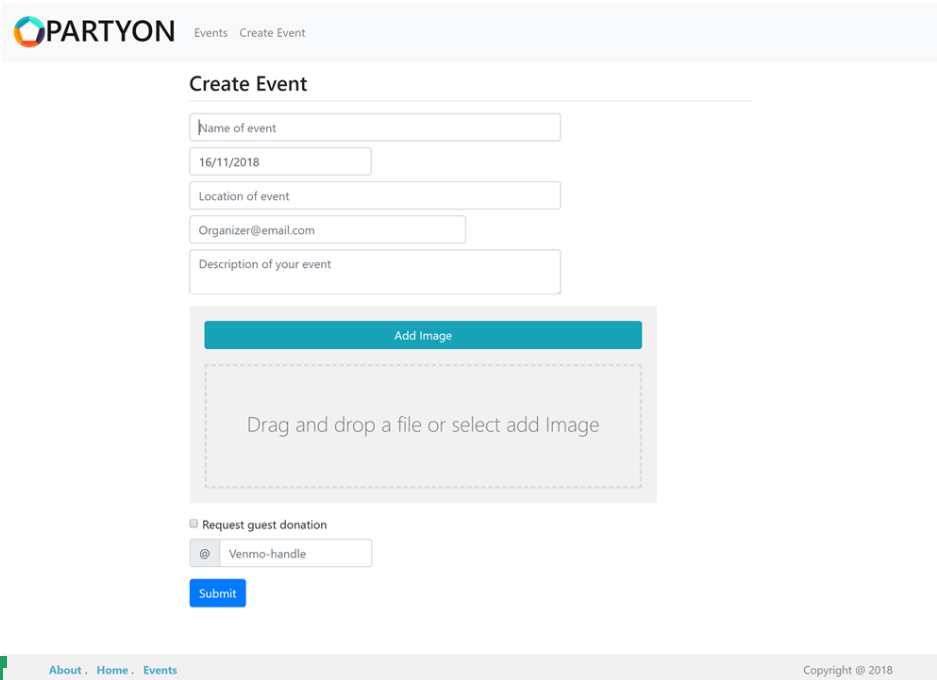 PARTYON Events Create Event
Create Event
Name of event
16/11/2018
Location of event
Organizer@email.com
Description of your event
Add Image
Drag and drop a file or select add Image
Request guest donation
@ Venmo-handle
Submit
About . Home . Events Copyright @ 2018